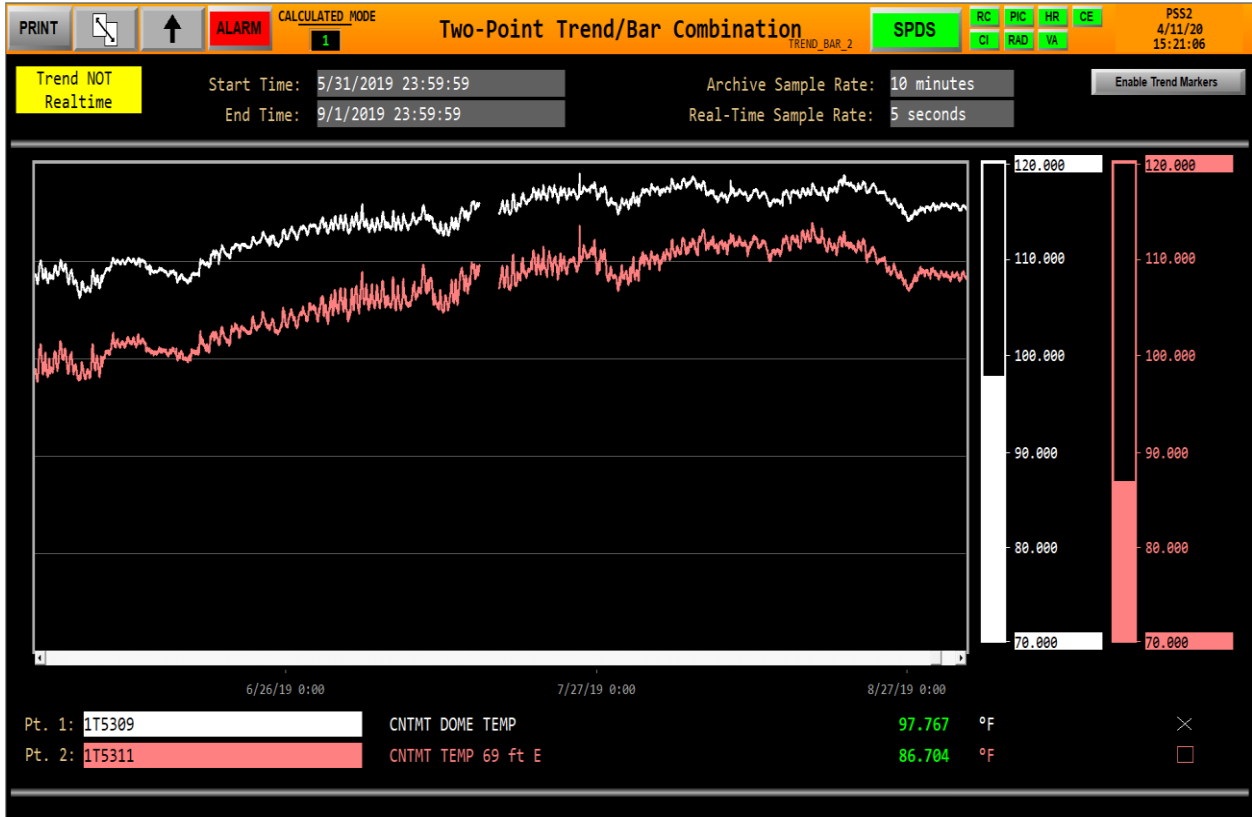 PRINT
ALARM
CALCULATED MODE
1
Two-Point Trend/Bar Combination
TREND_BAR_2
SPDS
RC PIC HR CE
CI RAD VA
PSS2
4/11/20
15:21:06
Trend NOT
Realtime
Start Time: 5/31/2019 23:59:59
End Time: 9/1/2019 23:59:59
Archive Sample Rate: 10 minutes
Real-Time Sample Rate: 5 seconds
Enable Trend Markers
120.000 120.000
110.000 110.000
100.000 100.000
90.000 90.000
80.000 80.000
70.000 70.000
6/26/19 0:00 7/27/19 0:00 8/27/19 0:00
Pt. 1: 1T5309 CNTMT DOME TEMP 97.767 °F
Pt. 2: 1T5311 CNTMT TEMP 69 ft E 86.704 °F